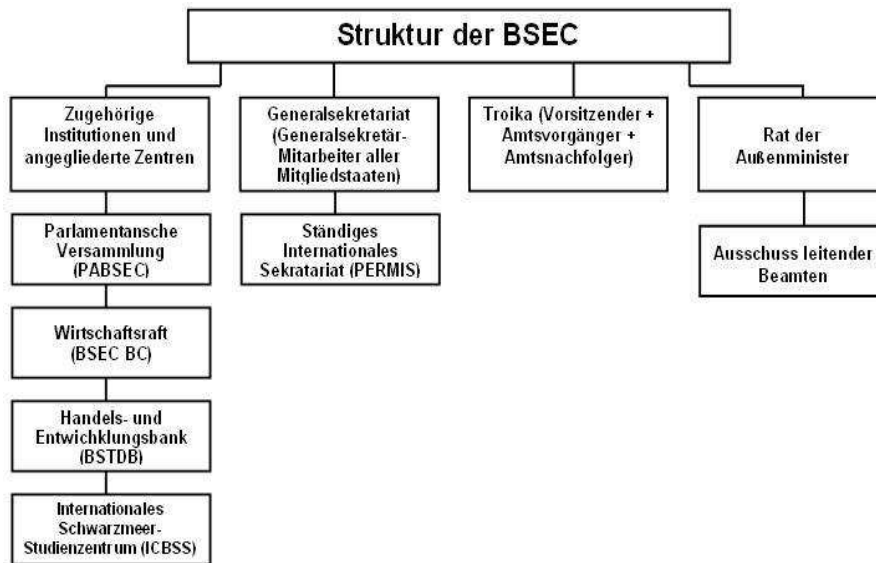 Struktur der BSEC
Zugehörige
Institutionen und
angegliederte Zentren
Generalsekretariat
(Generalsekretär-
Mitarbeiter aller
Mitgliedstaaten)
Troika (Vorsitzender +
Amtsvorgänger +
Amtsnachfolger)
Rat der
Außenminister
Parlamentansche
Versammlung
(PABSEC)
Ständiges
Internationales
Sekratariat (PERMIS)
Ausschuss leitender
Beamten
Wirtschaftsraft
(BSEC BC)
Handels- und
Entwichklungsbank
(BSTDB)
Internationales
Schwarzmeer-
Studienzentrum (ICBSS)